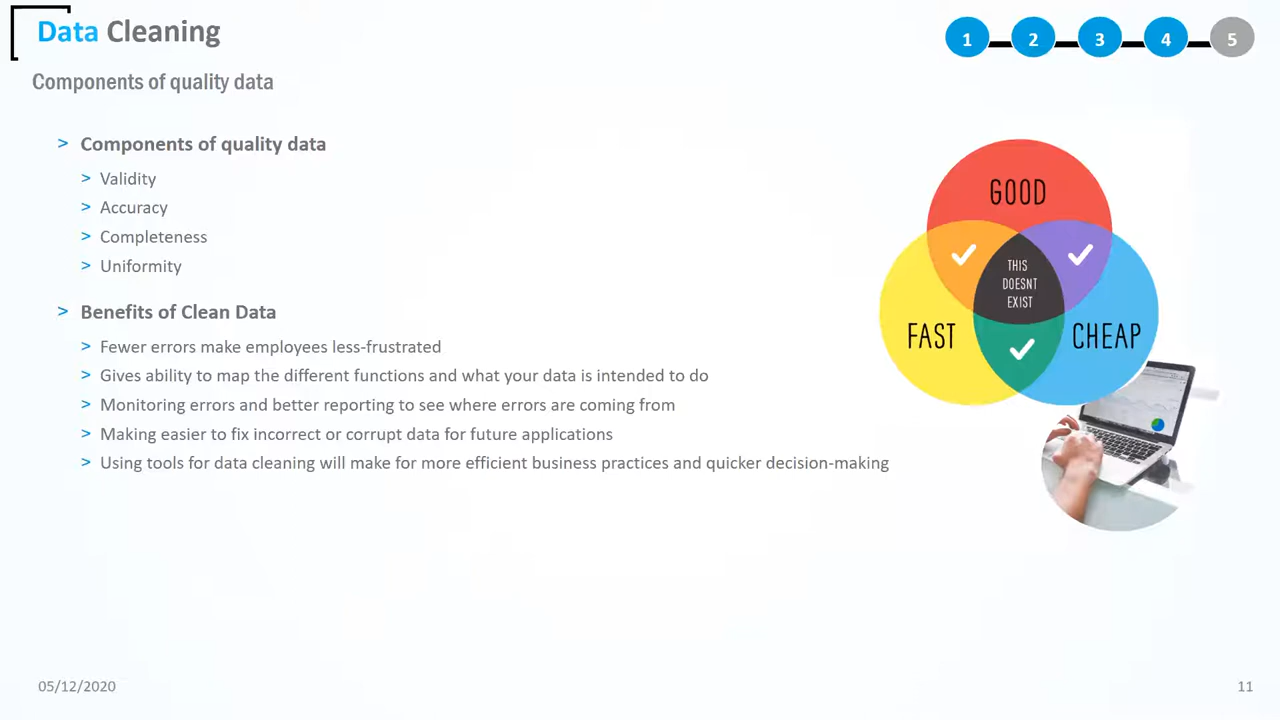 Data Cleaning
1 2 3 4 5
Components of quality data
> Components of quality data
> Validity
> Accuracy
> Completeness
> Uniformity
> Benefits of Clean Data
> Fewer errors make employees less-frustrated
> Gives ability to map the different functions and what your data is intended to do
> Monitoring errors and better reporting to see where errors are coming from
> Making easier to fix incorrect or corrupt data for future applications
> Using tools for data cleaning will make for more efficient business practices and quicker decision-making
GOOD
THIS
DOESNT
EXIST
FAST
CHEAP
05/12/2020
11